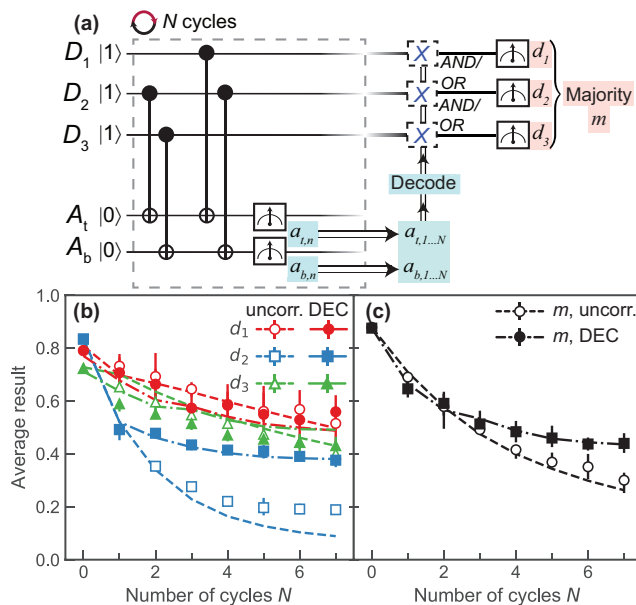 (a) N cycles
D1 |1⟩ X AND/ d1
D2 |1⟩ X OR d2 Majority
AND/ m
D3 |1⟩ X OR d3
Decode
At |0⟩ at,n at,1...N
Ab |0⟩ ab,n ab,1...N
(b) uncorr. DEC
d1
d2
d3
Average result
1.0
0.8
0.6
0.4
0.2
0.0
0 2 4 6
Number of cycles N
(c) m, uncorr.
m, DEC
0 2 4 6
Number of cycles N